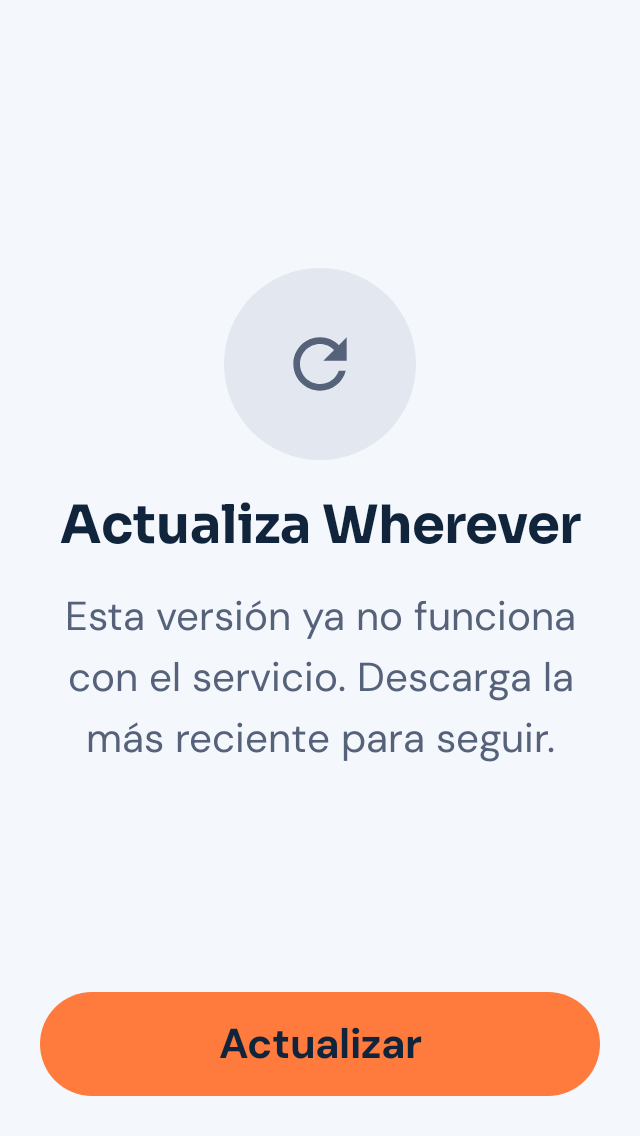 Actualiza Wherever
Esta versión ya no funciona
con el servicio. Descarga la
más reciente para seguir.
Actualizar